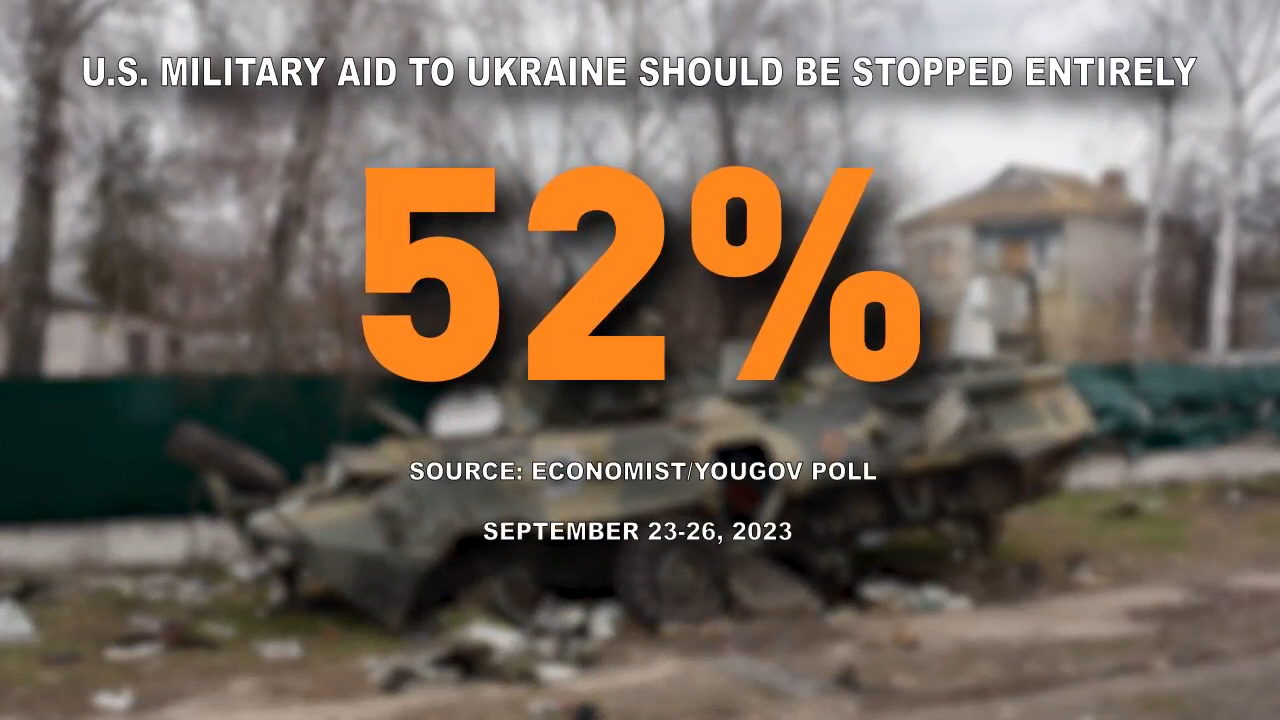 U.S. MILITARY AID TO UKRAINE SHOULD BE STOPPED ENTIRELY
52%
SOURCE: ECONOMIST/YOUGOV POLL
SEPTEMBER 23-26, 2023